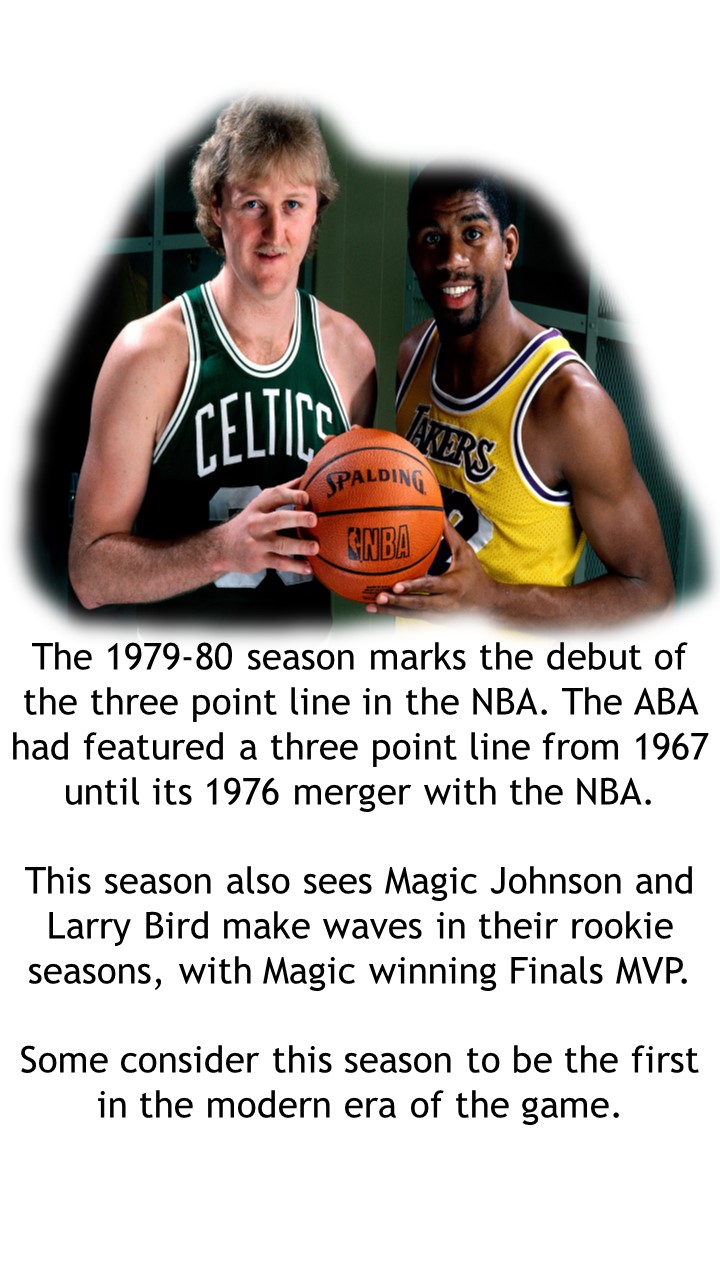 CELTICS
LAKERS
SPALDING
NBA
The 1979-80 season marks the debut of
the three point line in the NBA. The ABA
had featured a three point line from 1967
until its 1976 merger with the NBA.
This season also sees Magic Johnson and
Larry Bird make waves in their rookie
seasons, with Magic winning Finals MVP.
Some consider this season to be the first
in the modern era of the game.